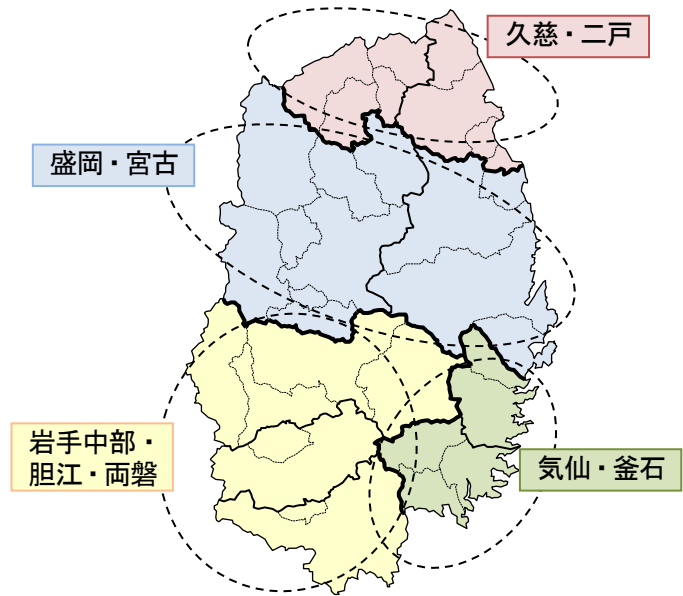 久慈・二戸
盛岡・宮古
岩手中部・
胆江・両磐
気仙・釜石